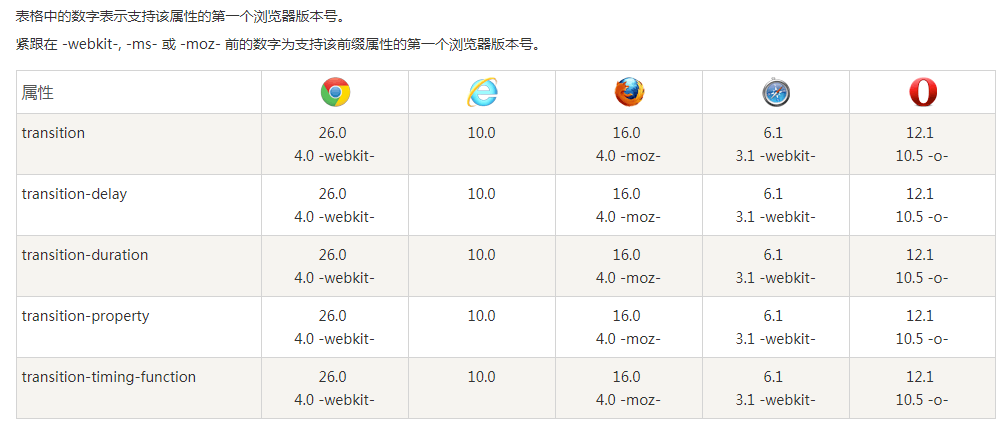 表格中的数字表示支持该属性的第一个浏览器版本号。
紧跟在 -webkit-, -ms- 或 -moz- 前的数字为支持该前缀属性的第一个浏览器版本号。
属性
transition 26.0 10.0 16.0 6.1 12.1
4.0 -webkit- 4.0 -moz- 3.1 -webkit- 10.5 -o-
transition-delay 26.0 10.0 16.0 6.1 12.1
4.0 -webkit- 4.0 -moz- 3.1 -webkit- 10.5 -o-
transition-duration 26.0 10.0 16.0 6.1 12.1
4.0 -webkit- 4.0 -moz- 3.1 -webkit- 10.5 -o-
transition-property 26.0 10.0 16.0 6.1 12.1
4.0 -webkit- 4.0 -moz- 3.1 -webkit- 10.5 -o-
transition-timing-function 26.0 10.0 16.0 6.1 12.1
4.0 -webkit- 4.0 -moz- 3.1 -webkit- 10.5 -o-